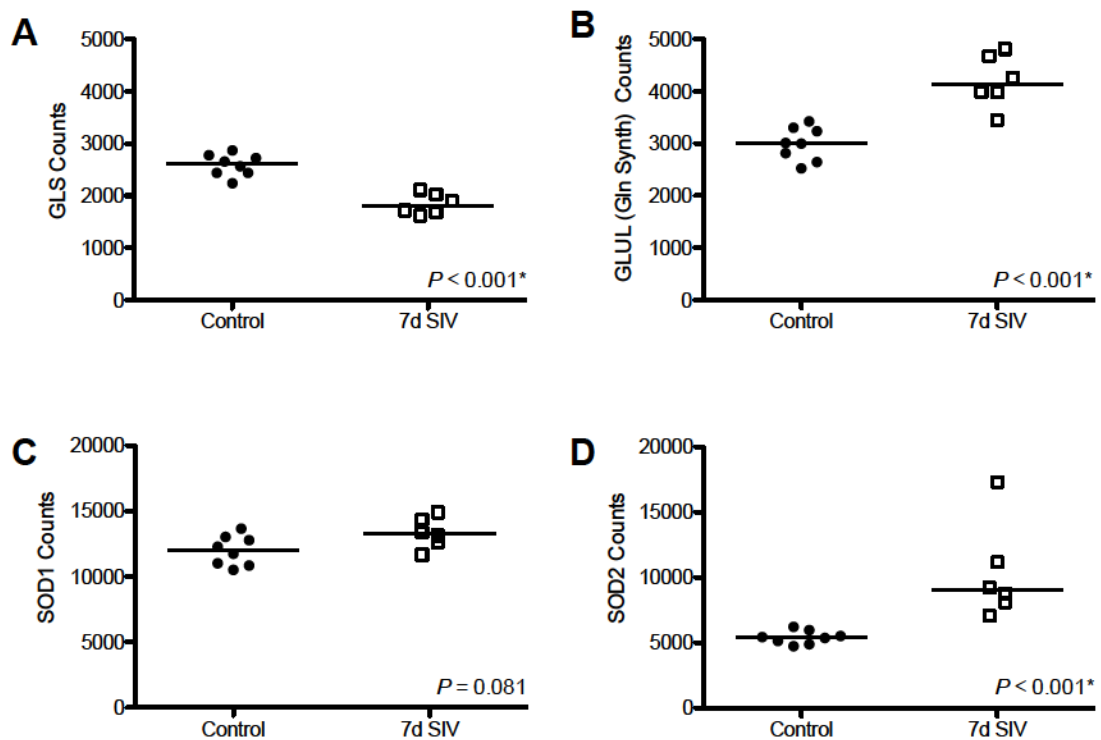 A
GLS Counts
5000
4000
3000
2000
1000
0
P < 0.001*
Control
7d SIV
B
GLUL (Gln Synth) Counts
5000
4000
3000
2000
1000
0
P < 0.001*
Control
7d SIV
C
SOD1 Counts
20000
15000
10000
5000
0
P = 0.081
Control
7d SIV
D
SOD2 Counts
20000
15000
10000
5000
0
P < 0.001*
Control
7d SIV